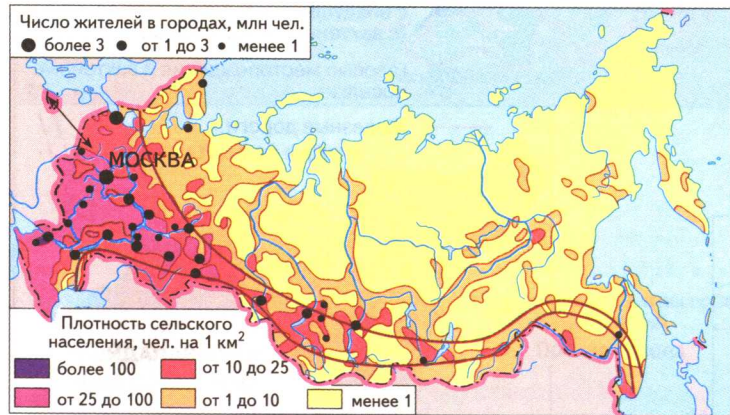 Число жителей в городах, млн чел.
более 3 от 1 до 3 менее 1
МОСКВА
Плотность сельского
населения, чел. на 1 км²
более 100 от 10 до 25
от 25 до 100 от 1 до 10 менее 1